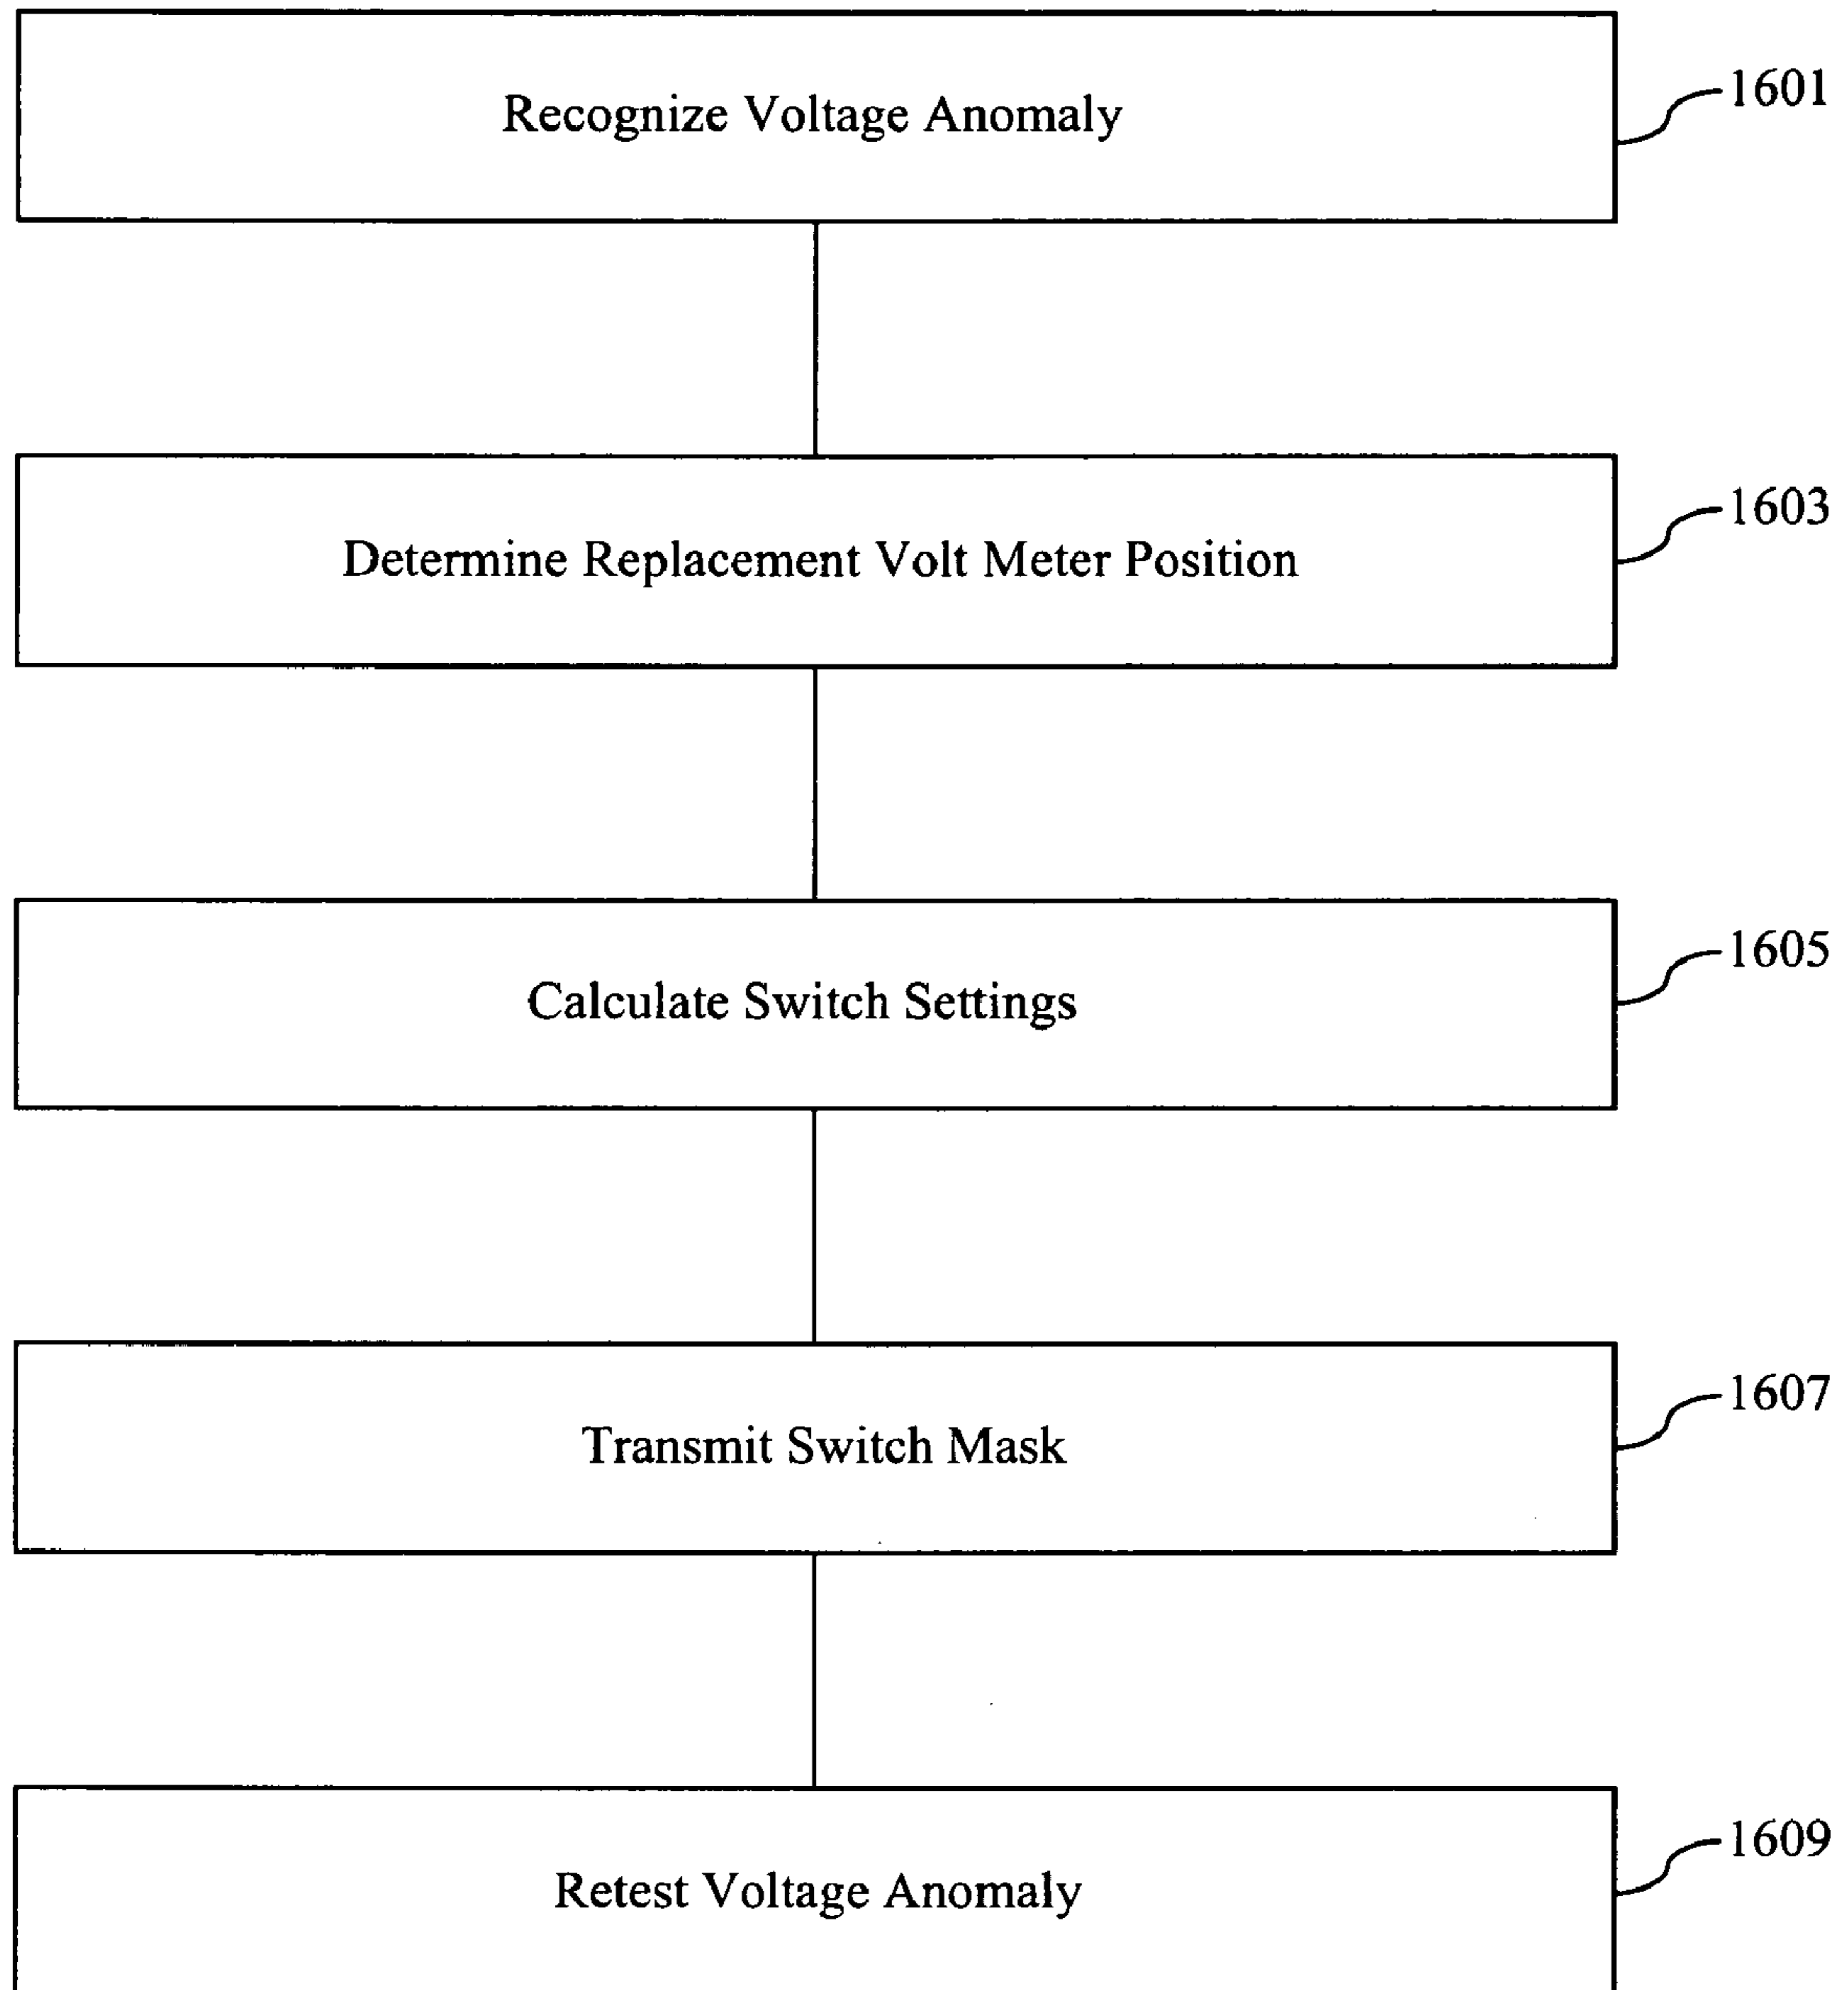 Recognize Voltage Anomaly
1601
Determine Replacement Volt Meter Position
1603
Calculate Switch Settings
1605
Transmit Switch Mask
1607
Retest Voltage Anomaly
1609